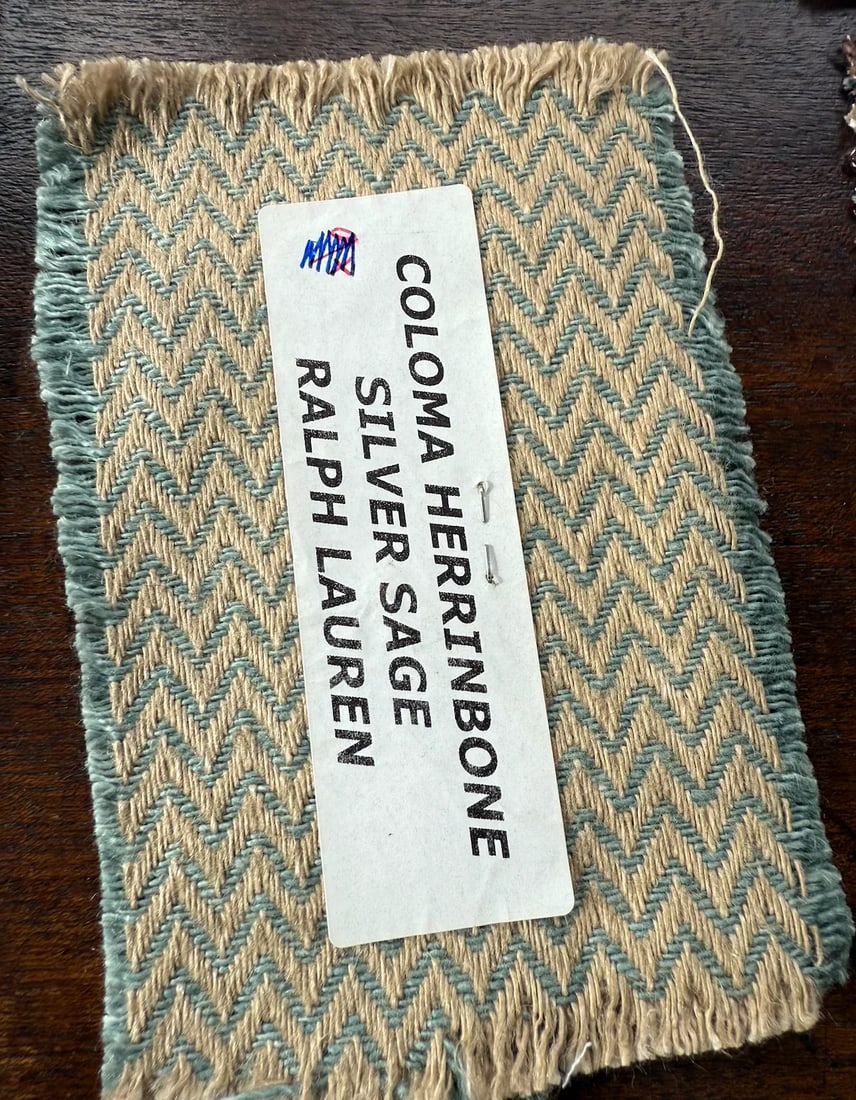 COLOMA HERRINBONE
SILVER SAGE
RALPH LAUREN